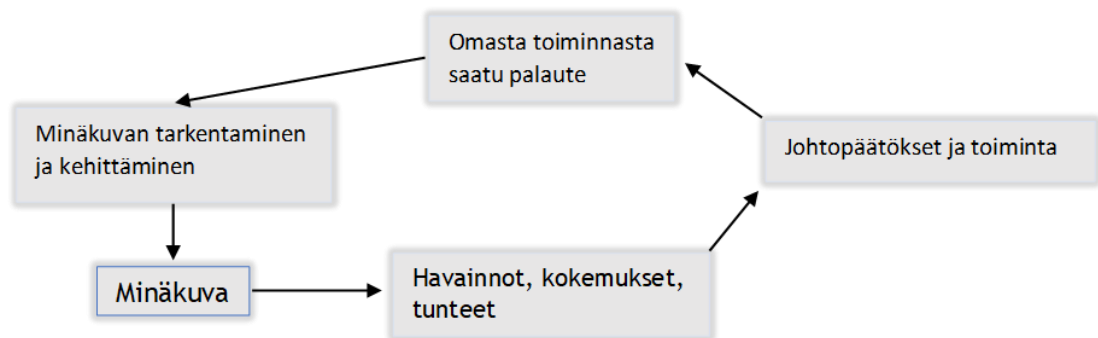 Omasta toiminnasta
saatu palaute
Minäkuvan tarkentaminen
ja kehittäminen
Johtopäätökset ja toiminta
Minäkuva
Havainnot, kokemukset,
tunteet